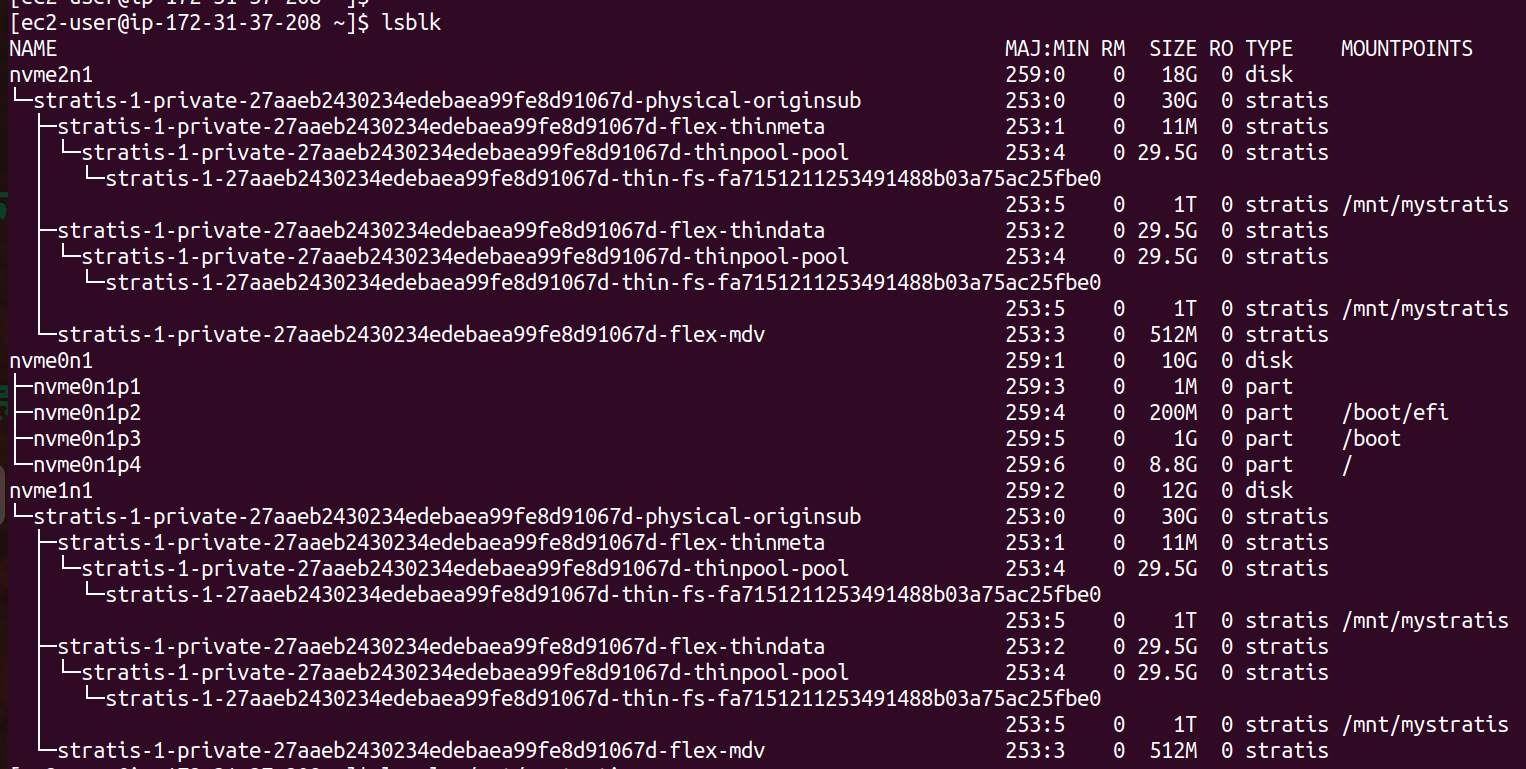 [ec2-user@ip-172-31-37-208 ~]$
[ec2-user@ip-172-31-37-208 ~]$ lsblk
NAME MAJ:MIN RM SIZE RO TYPE MOUNTPOINTS
nvme2n1 259:0 0 18G 0 disk
└─stratis-1-private-27aaeb2430234edebaea99fe8d91067d-physical-originsub 253:0 0 30G 0 stratis
├─stratis-1-private-27aaeb2430234edebaea99fe8d91067d-flex-thinmeta 253:1 0 11M 0 stratis
│ └─stratis-1-private-27aaeb2430234edebaea99fe8d91067d-thinpool-pool 253:4 0 29.5G 0 stratis
│ └─stratis-1-27aaeb2430234edebaea99fe8d91067d-thin-fs-fa7151211253491488b03a75ac25fbe0
│ 253:5 0 1T 0 stratis /mnt/mystratis
├─stratis-1-private-27aaeb2430234edebaea99fe8d91067d-flex-thindata 253:2 0 29.5G 0 stratis
│ └─stratis-1-private-27aaeb2430234edebaea99fe8d91067d-thinpool-pool 253:4 0 29.5G 0 stratis
│ └─stratis-1-27aaeb2430234edebaea99fe8d91067d-thin-fs-fa7151211253491488b03a75ac25fbe0
│ 253:5 0 1T 0 stratis /mnt/mystratis
└─stratis-1-private-27aaeb2430234edebaea99fe8d91067d-flex-mdv 253:3 0 512M 0 stratis
nvme0n1 259:1 0 10G 0 disk
├─nvme0n1p1 259:3 0 1M 0 part
├─nvme0n1p2 259:4 0 200M 0 part /boot/efi
├─nvme0n1p3 259:5 0 1G 0 part /boot
└─nvme0n1p4 259:6 0 8.8G 0 part /
nvme1n1 259:2 0 12G 0 disk
└─stratis-1-private-27aaeb2430234edebaea99fe8d91067d-physical-originsub 253:0 0 30G 0 stratis
├─stratis-1-private-27aaeb2430234edebaea99fe8d91067d-flex-thinmeta 253:1 0 11M 0 stratis
│ └─stratis-1-private-27aaeb2430234edebaea99fe8d91067d-thinpool-pool 253:4 0 29.5G 0 stratis
│ └─stratis-1-27aaeb2430234edebaea99fe8d91067d-thin-fs-fa7151211253491488b03a75ac25fbe0
│ 253:5 0 1T 0 stratis /mnt/mystratis
├─stratis-1-private-27aaeb2430234edebaea99fe8d91067d-flex-thindata 253:2 0 29.5G 0 stratis
│ └─stratis-1-private-27aaeb2430234edebaea99fe8d91067d-thinpool-pool 253:4 0 29.5G 0 stratis
│ └─stratis-1-27aaeb2430234edebaea99fe8d91067d-thin-fs-fa7151211253491488b03a75ac25fbe0
│ 253:5 0 1T 0 stratis /mnt/mystratis
└─stratis-1-private-27aaeb2430234edebaea99fe8d91067d-flex-mdv 253:3 0 512M 0 stratis